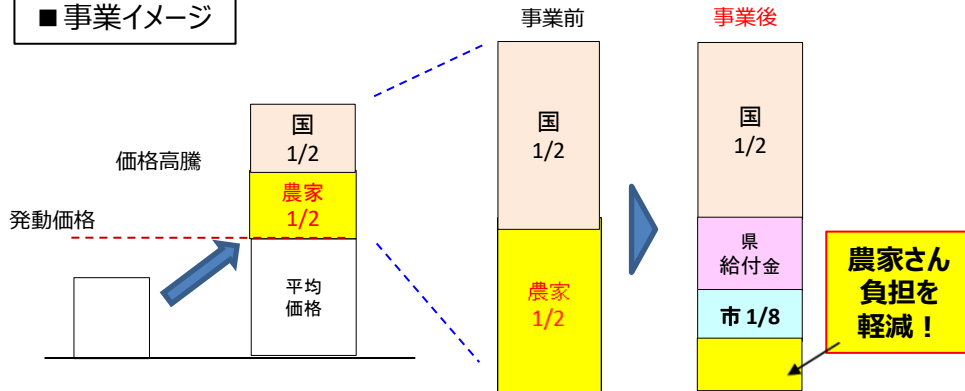 ■事業イメージ
事業前
事業後
国
1/2
価格高騰
農家
1/2
発動価格
平均
価格
国
1/2
農家
1/2
国
1/2
県
給付金
市 1/8
農家さん
負担を
軽減！